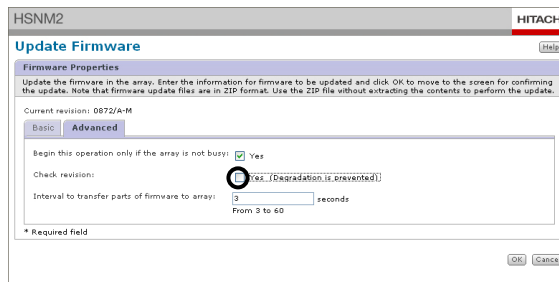 HSNM2
HITACH
Update Firmware
Help
Firmware Properties
Update the firmware in the array. Enter the information for firmware to be updated and click OK to move to the screen for confirming
the update. Note that firmware update files are in ZIP format. Use the ZIP file without extracting the contents to perform the update.
Current revision: 0872/A-M
Basic Advanced
Begin this operation only if the array is not busy: Yes
Check revision: Yes (Degradation is prevented)
Interval to transfer parts of firmware to array: 3 seconds
From 3 to 60
* Required field
OK Cance